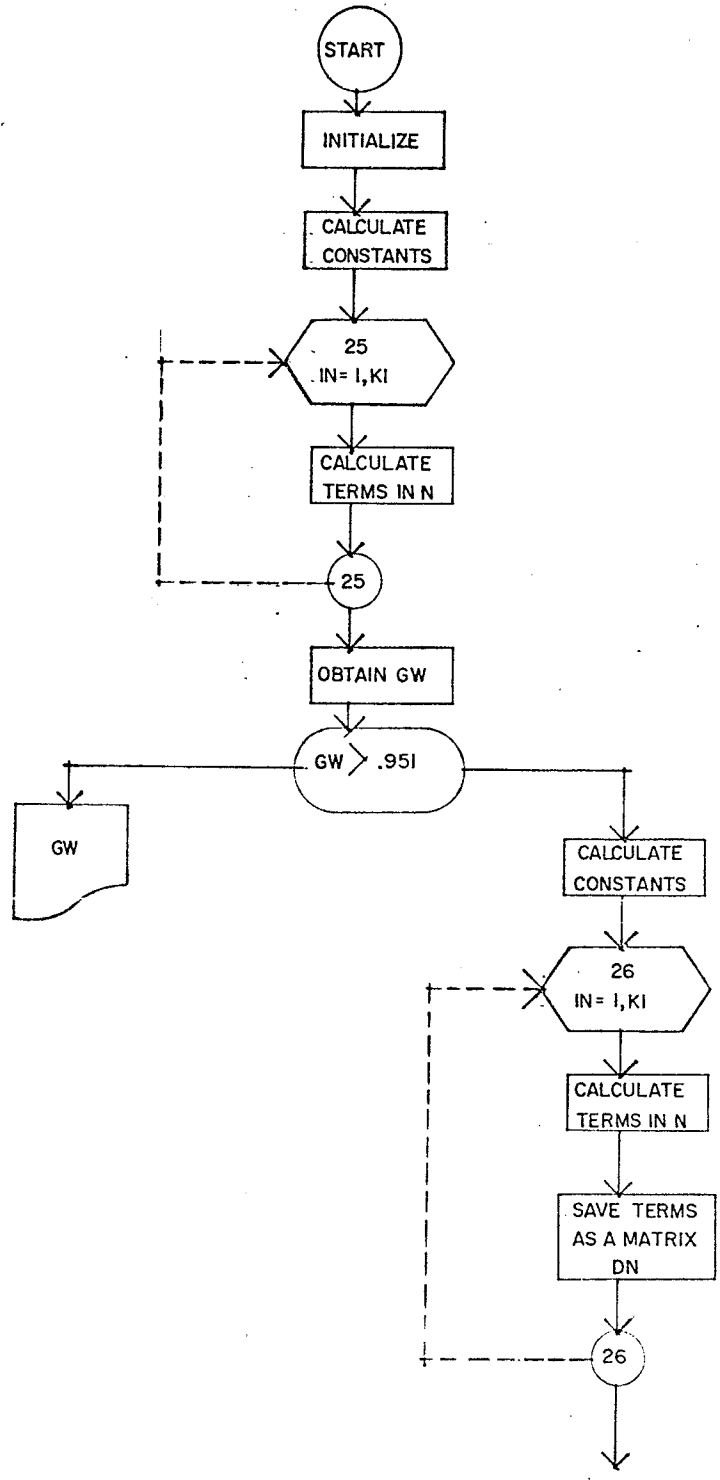 START
INITIALIZE
CALCULATE
CONSTANTS
25
IN= 1, K1
CALCULATE
TERMS IN N
25
OBTAIN GW
GW > .951
GW
CALCULATE
CONSTANTS
26
IN= 1, K1
CALCULATE
TERMS IN N
SAVE TERMS
AS A MATRIX
DN
26